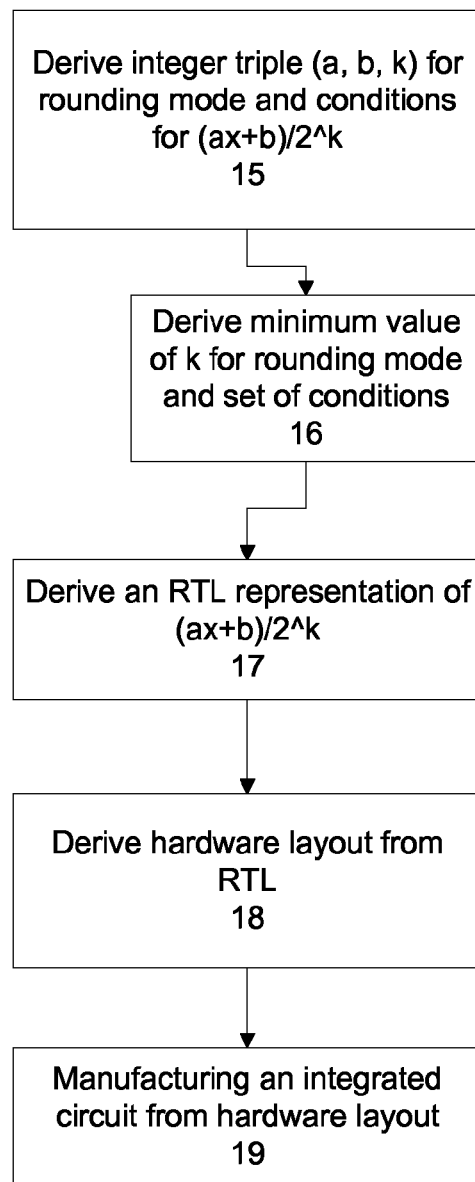 Derive integer triple (a, b, k) for
rounding mode and conditions
for (ax+b)/2^k
15
Derive minimum value
of k for rounding mode
and set of conditions
16
Derive an RTL representation of
(ax+b)/2^k
17
Derive hardware layout from
RTL
18
Manufacturing an integrated
circuit from hardware layout
19